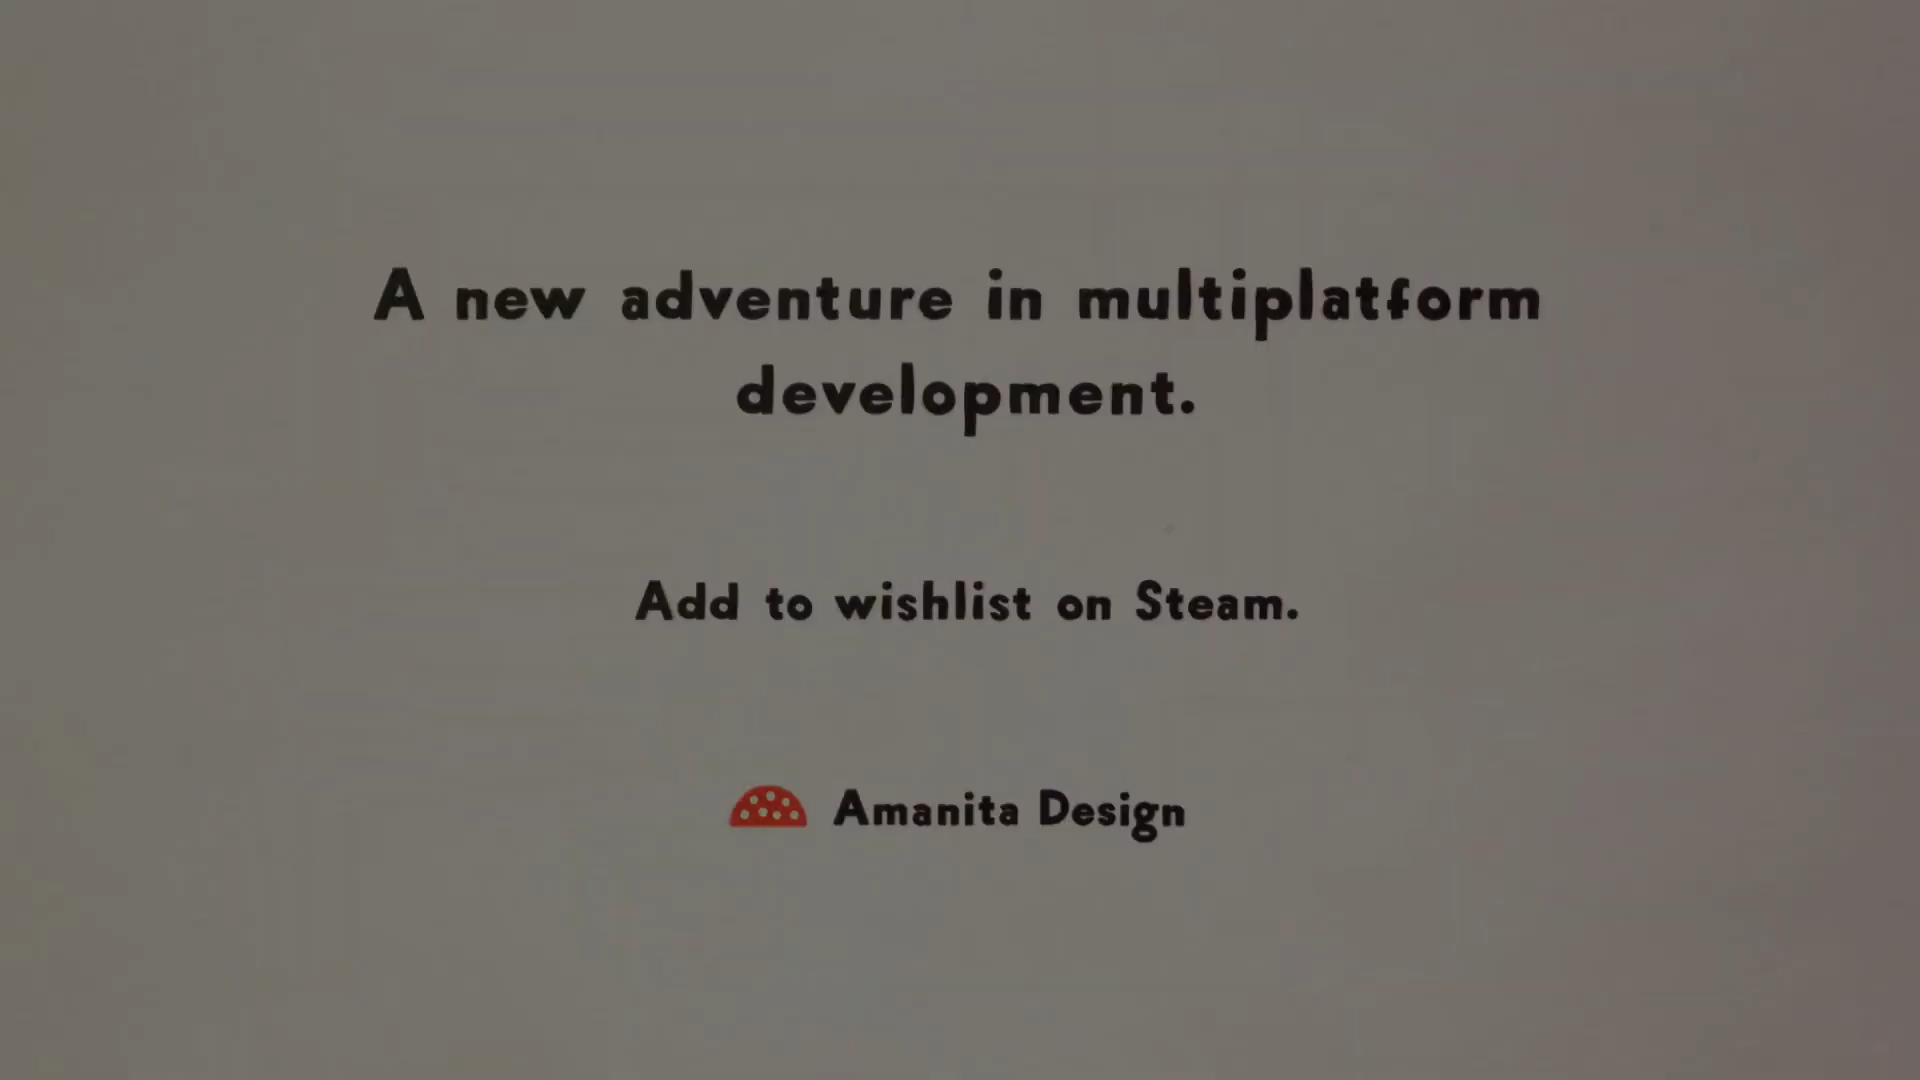 A new adventure in multiplatform
development.
Add to wishlist on Steam.
Amanita Design